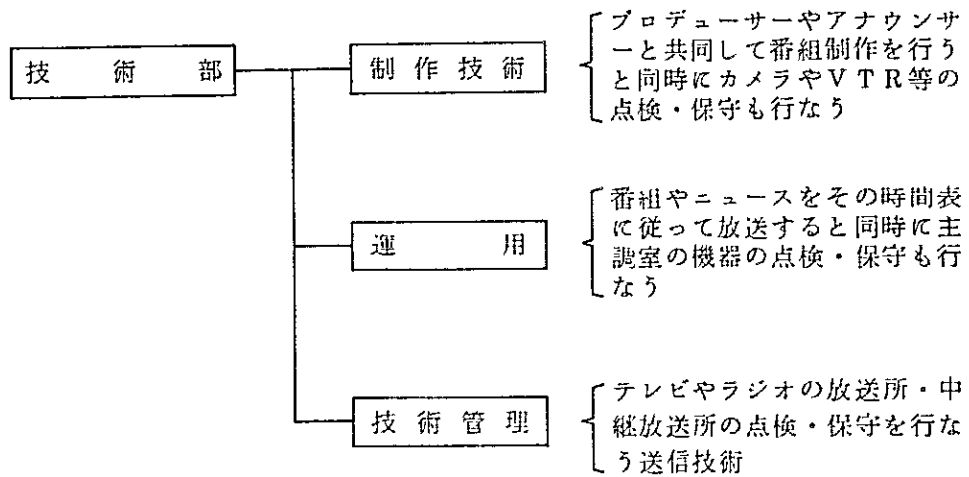 技術部
制作技術
プロデューサーやアナウンサ
ーと共同して番組制作を行う
と同時にカメラやVTR等の
点検・保守も行なう
運用
番組やニュースをその時間表
に従って放送すると同時に主
調室の機器の点検・保守も行
なう
技術管理
テレビやラジオの放送所・中
継放送所の点検・保守を行な
う送信技術